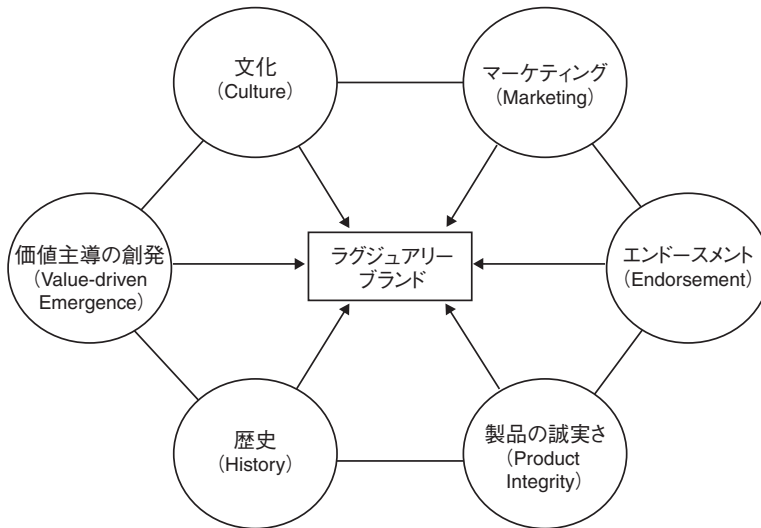 文化
（Culture）
マーケティング
（Marketing）
価値主導の創発
（Value-driven
Emergence）
ラグジュアリー
ブランド
エンドースメント
（Endorsement）
歴史
（History）
製品の誠実さ
（Product
Integrity）